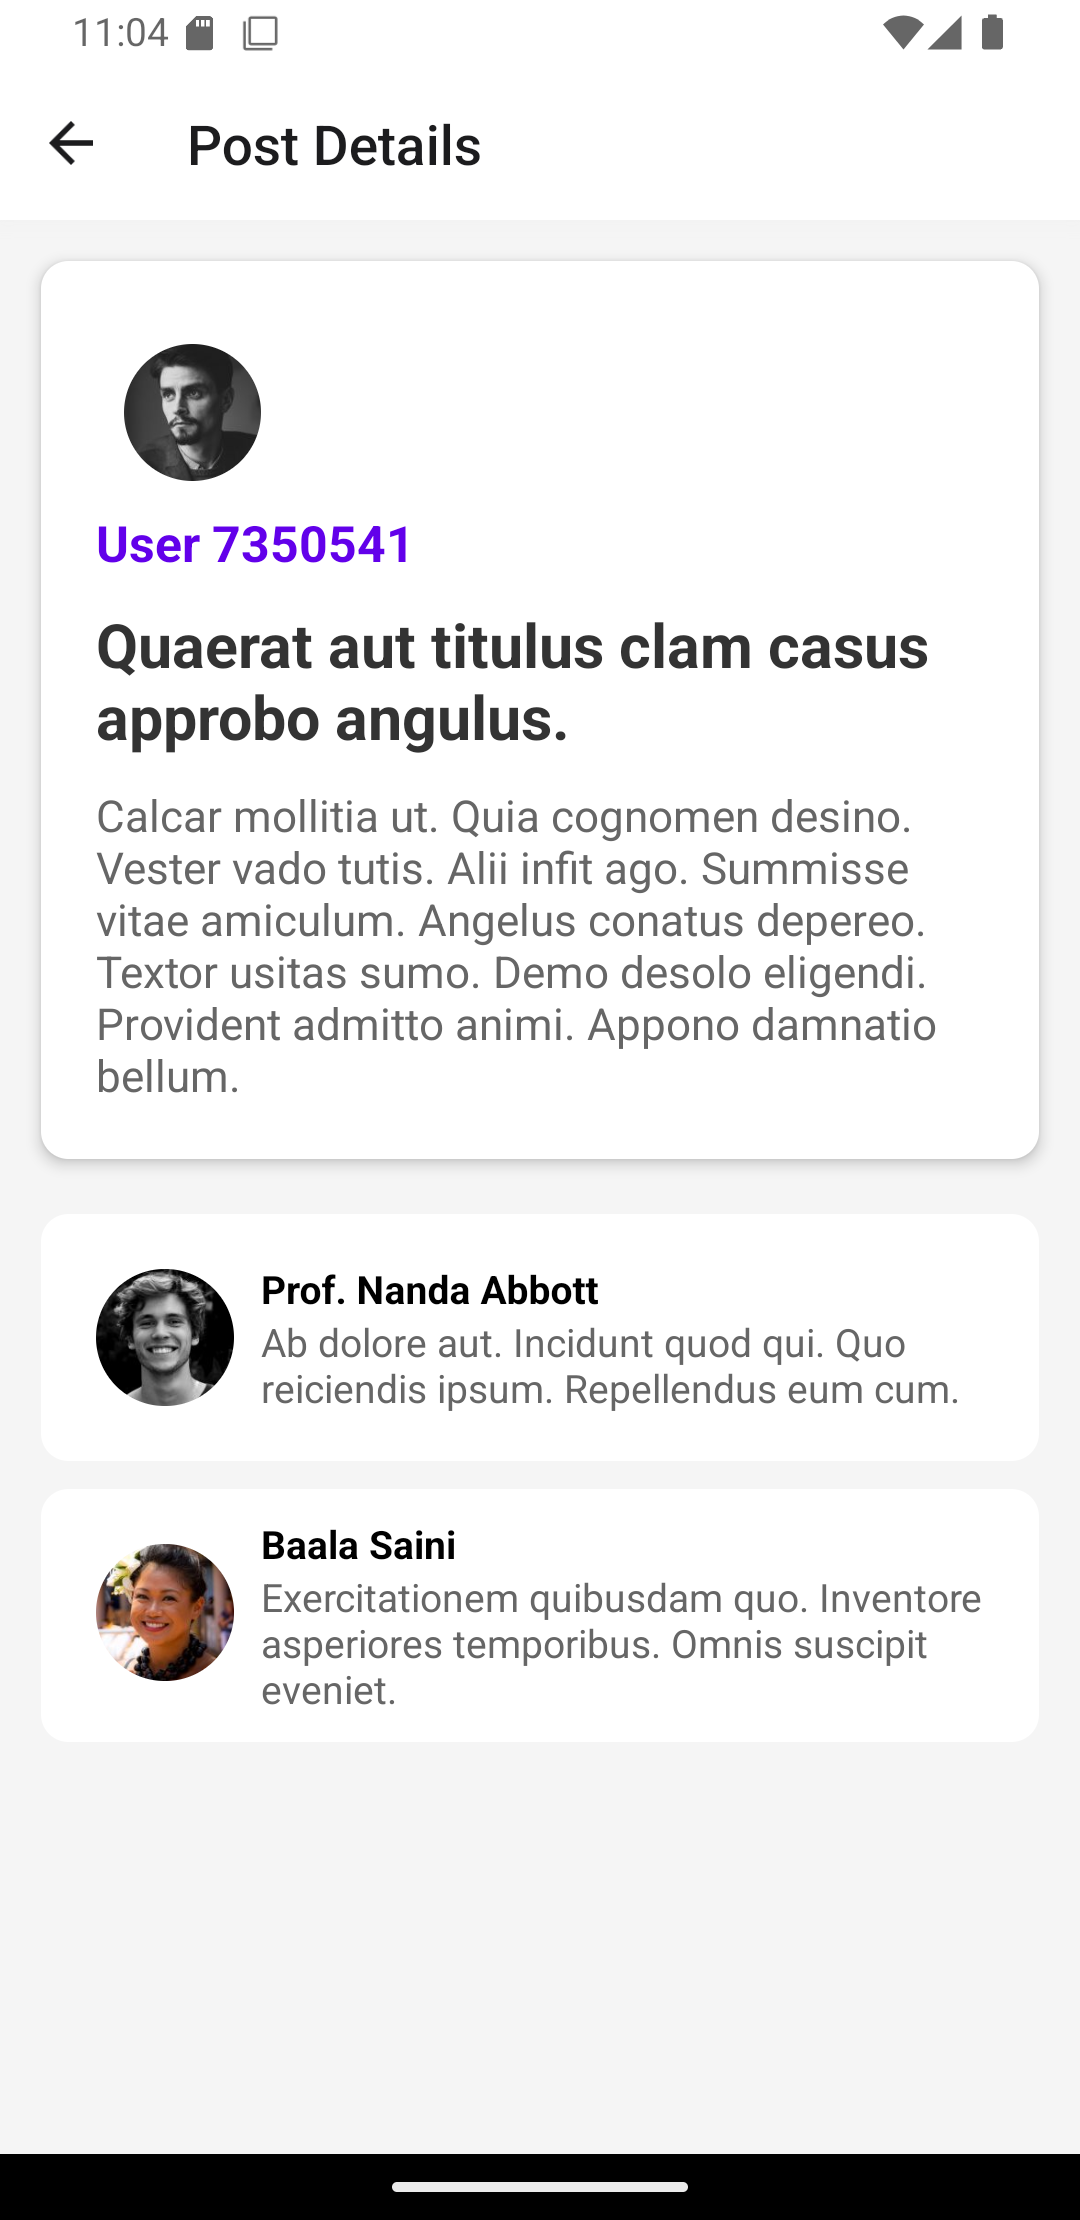 11:04
Post Details
User 7350541
Quaerat aut titulus clam casus
approbo angulus.
Calcar mollitia ut. Quia cognomen desino.
Vester vado tutis. Alii infit ago. Summisse
vitae amiculum. Angelus conatus depereo.
Textor usitas sumo. Demo desolo eligendi.
Provident admitto animi. Appono damnatio
bellum.
Prof. Nanda Abbott
Ab dolore aut. Incidunt quod qui. Quo
reiciendis ipsum. Repellendus eum cum.
Baala Saini
Exercitationem quibusdam quo. Inventore
asperiores temporibus. Omnis suscipit
eveniet.